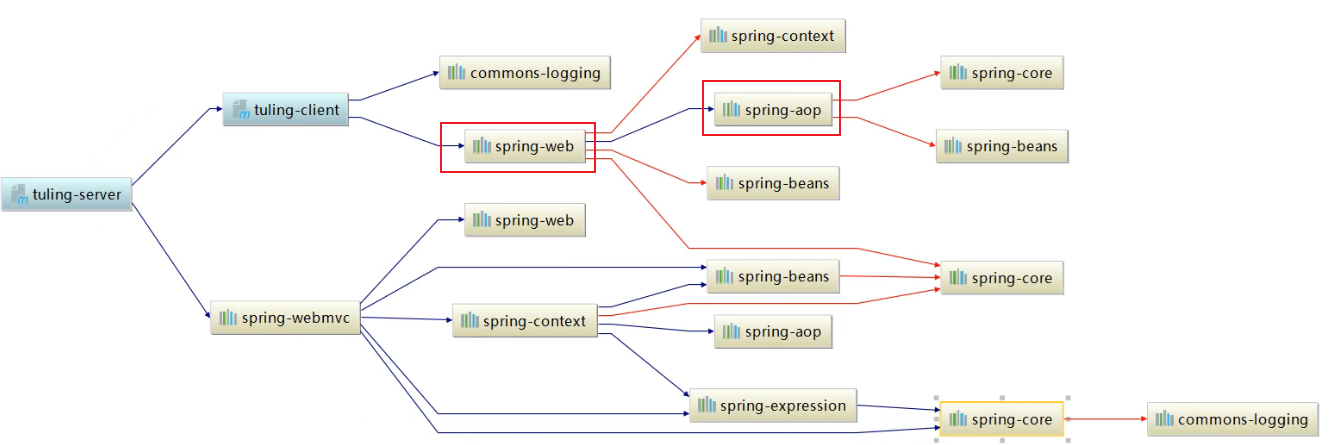 spring-context
commons-logging
spring-core
tuling-client
spring-aop
spring-web
spring-beans
spring-beans
tuling-server
spring-web
spring-beans
spring-core
spring-webmvc
spring-context
spring-aop
spring-expression
spring-core
commons-logging